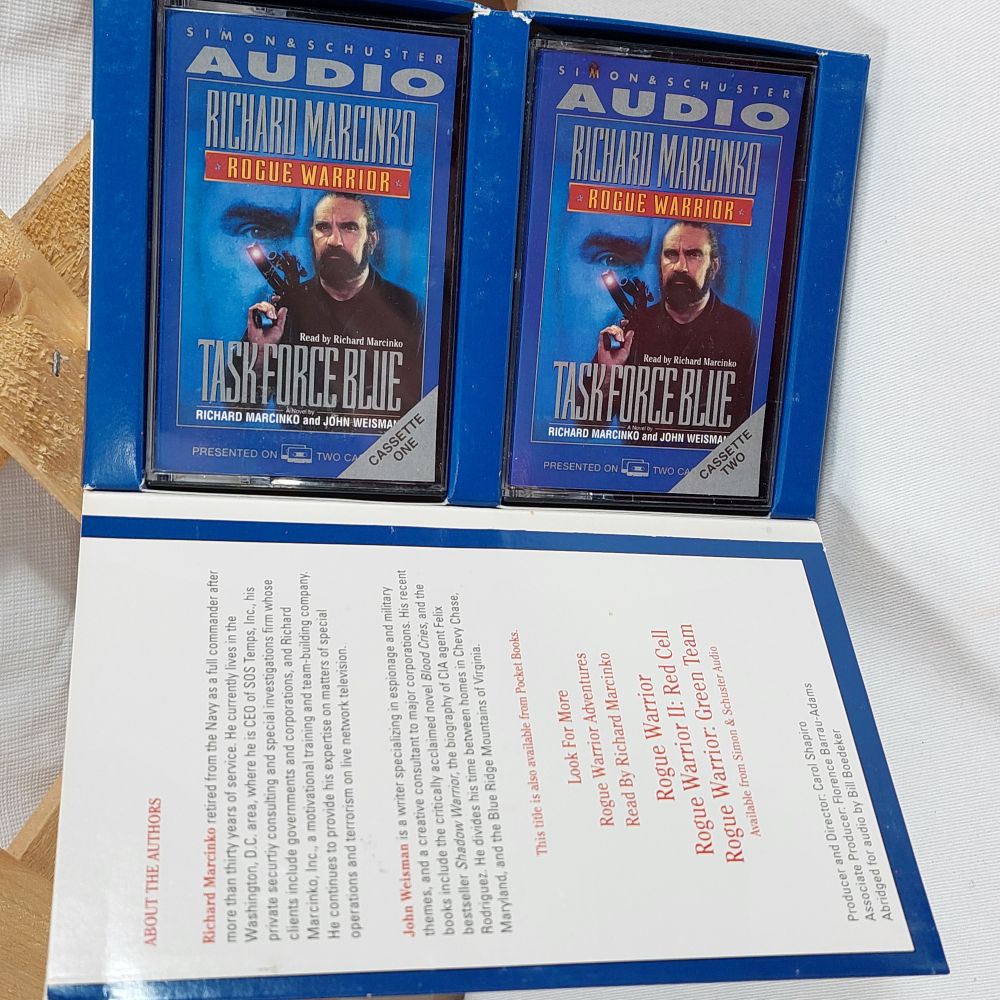 SIMON & SCHUSTER
AUDIO
RICHARD MARCINKO
ROGUE WARRIOR
Read by Richard Marcinko
TASK FORCE BLUE
A Novel by
RICHARD MARCINKO and JOHN WEISMAN
PRESENTED ON TWO CA
CASSETTE
ONE
SIMON & SCHUSTER
AUDIO
RICHARD MARCINKO
ROGUE WARRIOR
Read by Richard Marcinko
TASK FORCE BLUE
A Novel by
RICHARD MARCINKO and JOHN WEISMA
PRESENTED ON TWO CA
CASSETTE
TWO
ABOUT THE AUTHORS
Richard Marcinko retired from the Navy as a full commander after
more than thirty years of service. He currently lives in the
Washington, D.C. area, where he is CEO of SOS Temps, Inc., his
private securtiy consulting and special investigations firm whose
clients include governments and corporations, and Richard
Marcinko, Inc., a motivational training and team-building company.
He continues to provide his expertise on matters of special
operations and terrorism on live network television.
John Weisman is a writer specializing in espionage and military
themes, and a creative consultant to major corporations. His recent
books include the critically acclaimed novel Blood Cries, and the
bestseller Shadow Warrior, the biography of CIA agent Felix
Rodriguez. He divides his time between homes in Chevy Chase,
Maryland, and the Blue Ridge Mountains of Virginia.
This title is also available from Pocket Books.
Look For More
Rogue Warrior Adventures
Read By Richard Marcinko
Rogue Warrior
Rogue Warrior II: Red Cell
Rogue Warrior: Green Team
Available from Simon & Schuster Audio
Producer and Director: Carol Shapiro
Associate Producer: Florence Barrau-Adams
Abridged for audio by Bill Boedeker